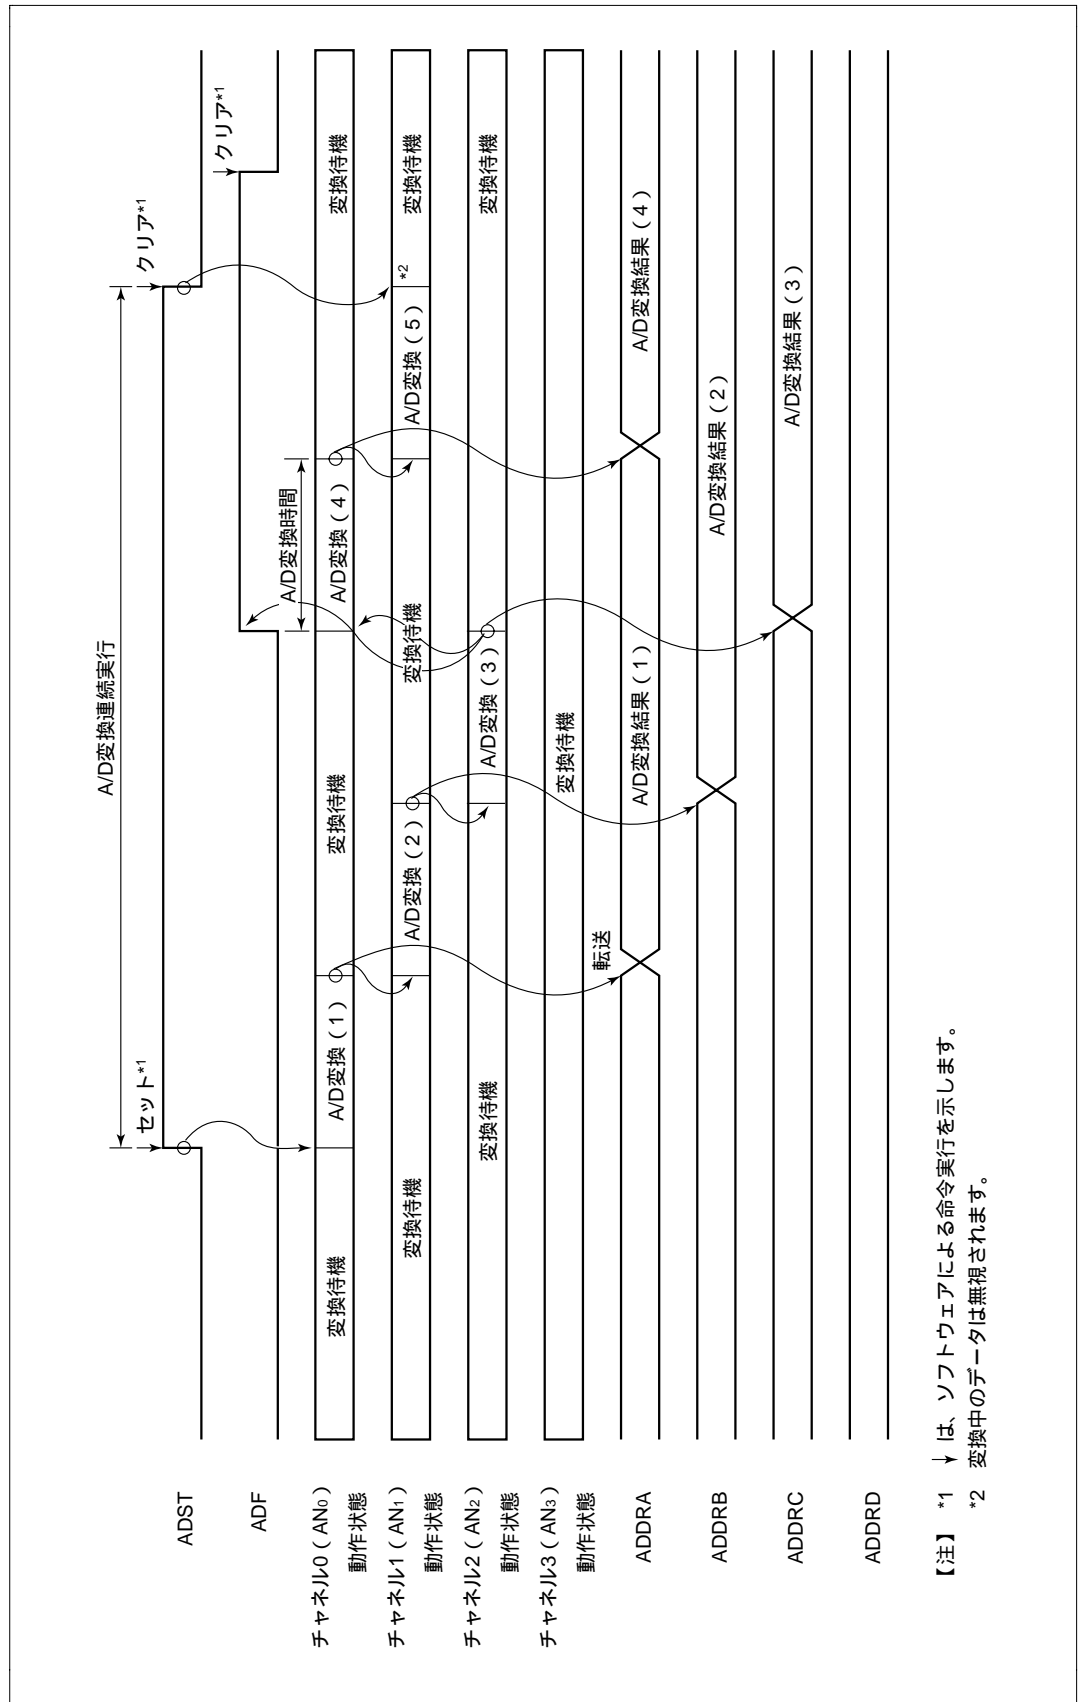 A/D変換連続実行
セット*1
クリア*1
クリア*1
ADST
ADF
A/D変換時間
チャネル0（AN0）
動作状態
変換待機
A/D変換（1）
変換待機
A/D変換（4）
変換待機
チャネル1（AN1）
動作状態
変換待機
A/D変換（2）
変換待機
A/D変換（5）
*2
変換待機
チャネル2（AN2）
動作状態
変換待機
A/D変換（3）
変換待機
チャネル3（AN3）
動作状態
変換待機
転送
ADDRA
A/D変換結果（1）
A/D変換結果（4）
ADDRB
A/D変換結果（2）
ADDRC
A/D変換結果（3）
ADDRD
【注】 *1 ↓ は、ソフトウェアによる命令実行を示します。
*2 変換中のデータは無視されます。